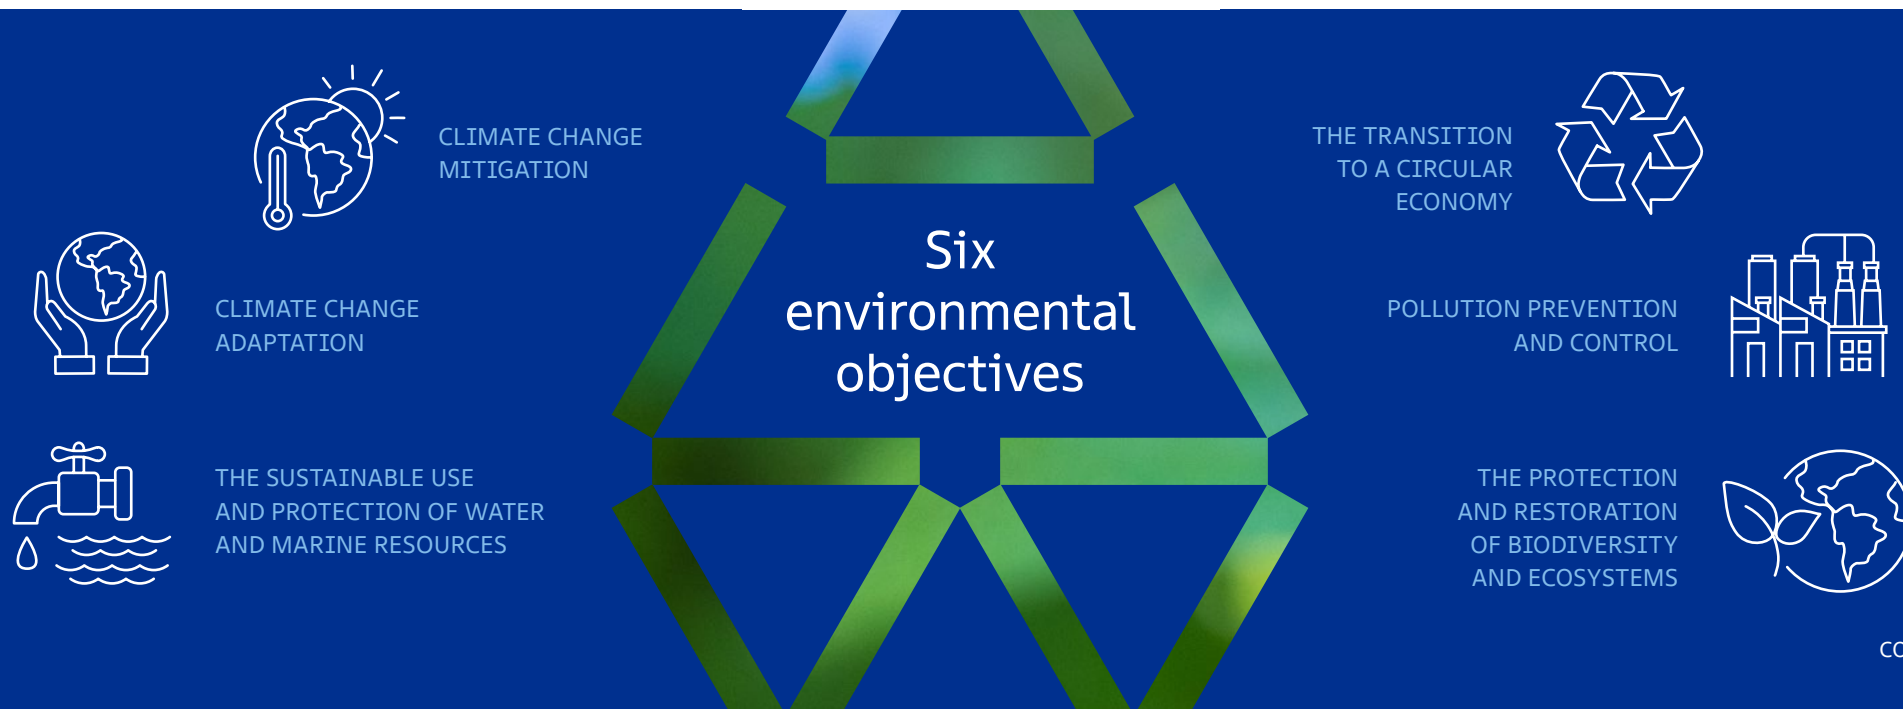 CLIMATE CHANGE
MITIGATION
CLIMATE CHANGE
ADAPTATION
THE SUSTAINABLE USE
AND PROTECTION OF WATER
AND MARINE RESOURCES
Six
environmental
objectives
THE TRANSITION
TO A CIRCULAR
ECONOMY
POLLUTION PREVENTION
AND CONTROL
THE PROTECTION
AND RESTORATION
OF BIODIVERSITY
AND ECOSYSTEMS